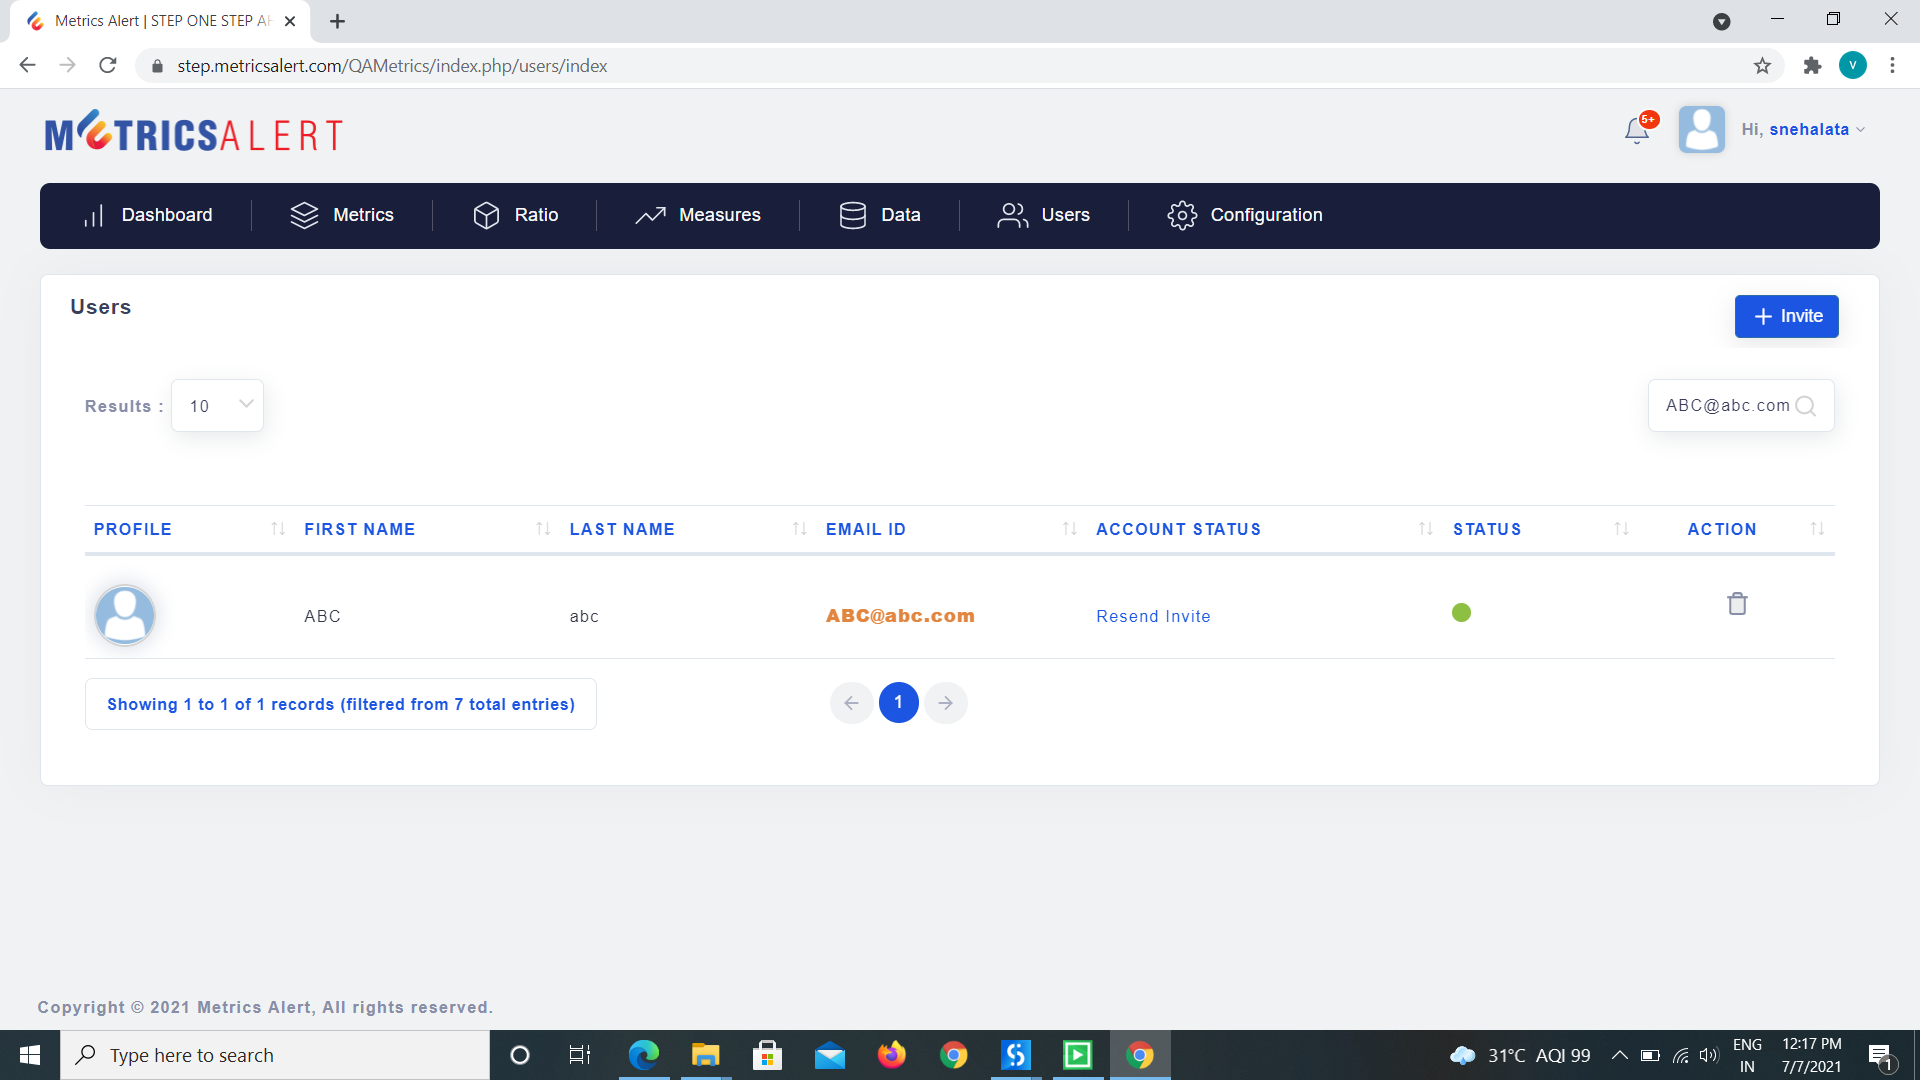 Metrics Alert | STEP ONE STEP AH
step.metricsalert.com/QAMetrics/index.php/users/index
V
METRICSALERT
5+
Hi, snehalata
Dashboard
Metrics
Ratio
Measures
Data
Users
Configuration
Users
Invite
Results :
10
ABC@abc.com
PROFILE
FIRST NAME
LAST NAME
EMAIL ID
ACCOUNT STATUS
STATUS
ACTION
ABC
abc
ABC@abc.com
Resend Invite
Showing 1 to 1 of 1 records (filtered from 7 total entries)
1
Copyright © 2021 Metrics Alert, All rights reserved.
Type here to search
31°C AQI 99
ENG
IN
12:17 PM
7/7/2021
1